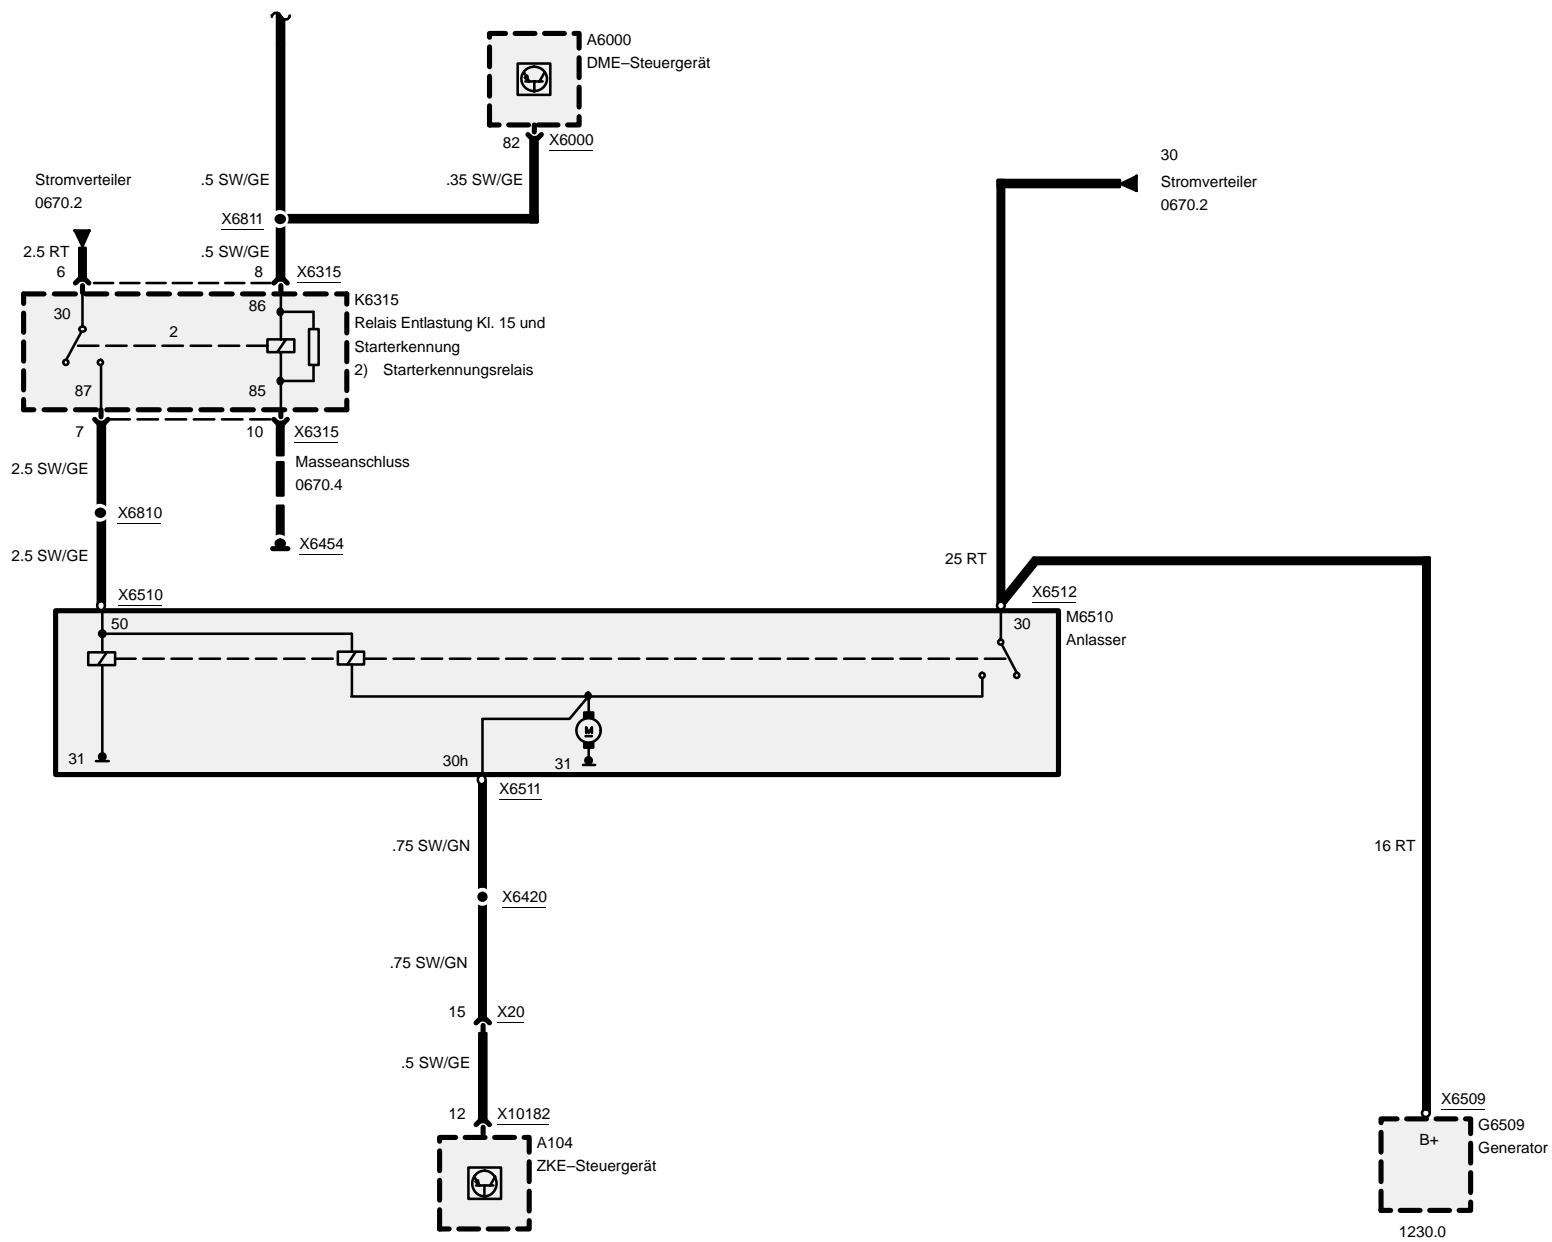 A6000
DME–Steuergerät
82
X6000
30
Stromverteiler
0670.2
Stromverteiler
0670.2
.5 SW/GE
.35 SW/GE
X6811
2.5 RT
.5 SW/GE
6
8
X6315
30
86
K6315
Relais Entlastung Kl. 15 und
Starterkennung
2) Starterkennungsrelais
2
87
85
7
10
X6315
Masseanschluss
0670.4
2.5 SW/GE
X6810
X6454
2.5 SW/GE
25 RT
X6510
X6512
50
30
M6510
Anlasser
M
31
30h
31
X6511
.75 SW/GN
16 RT
X6420
.75 SW/GN
15
X20
.5 SW/GE
12
X10182
X6509
A104
ZKE–Steuergerät
B+
G6509
Generator
1230.0